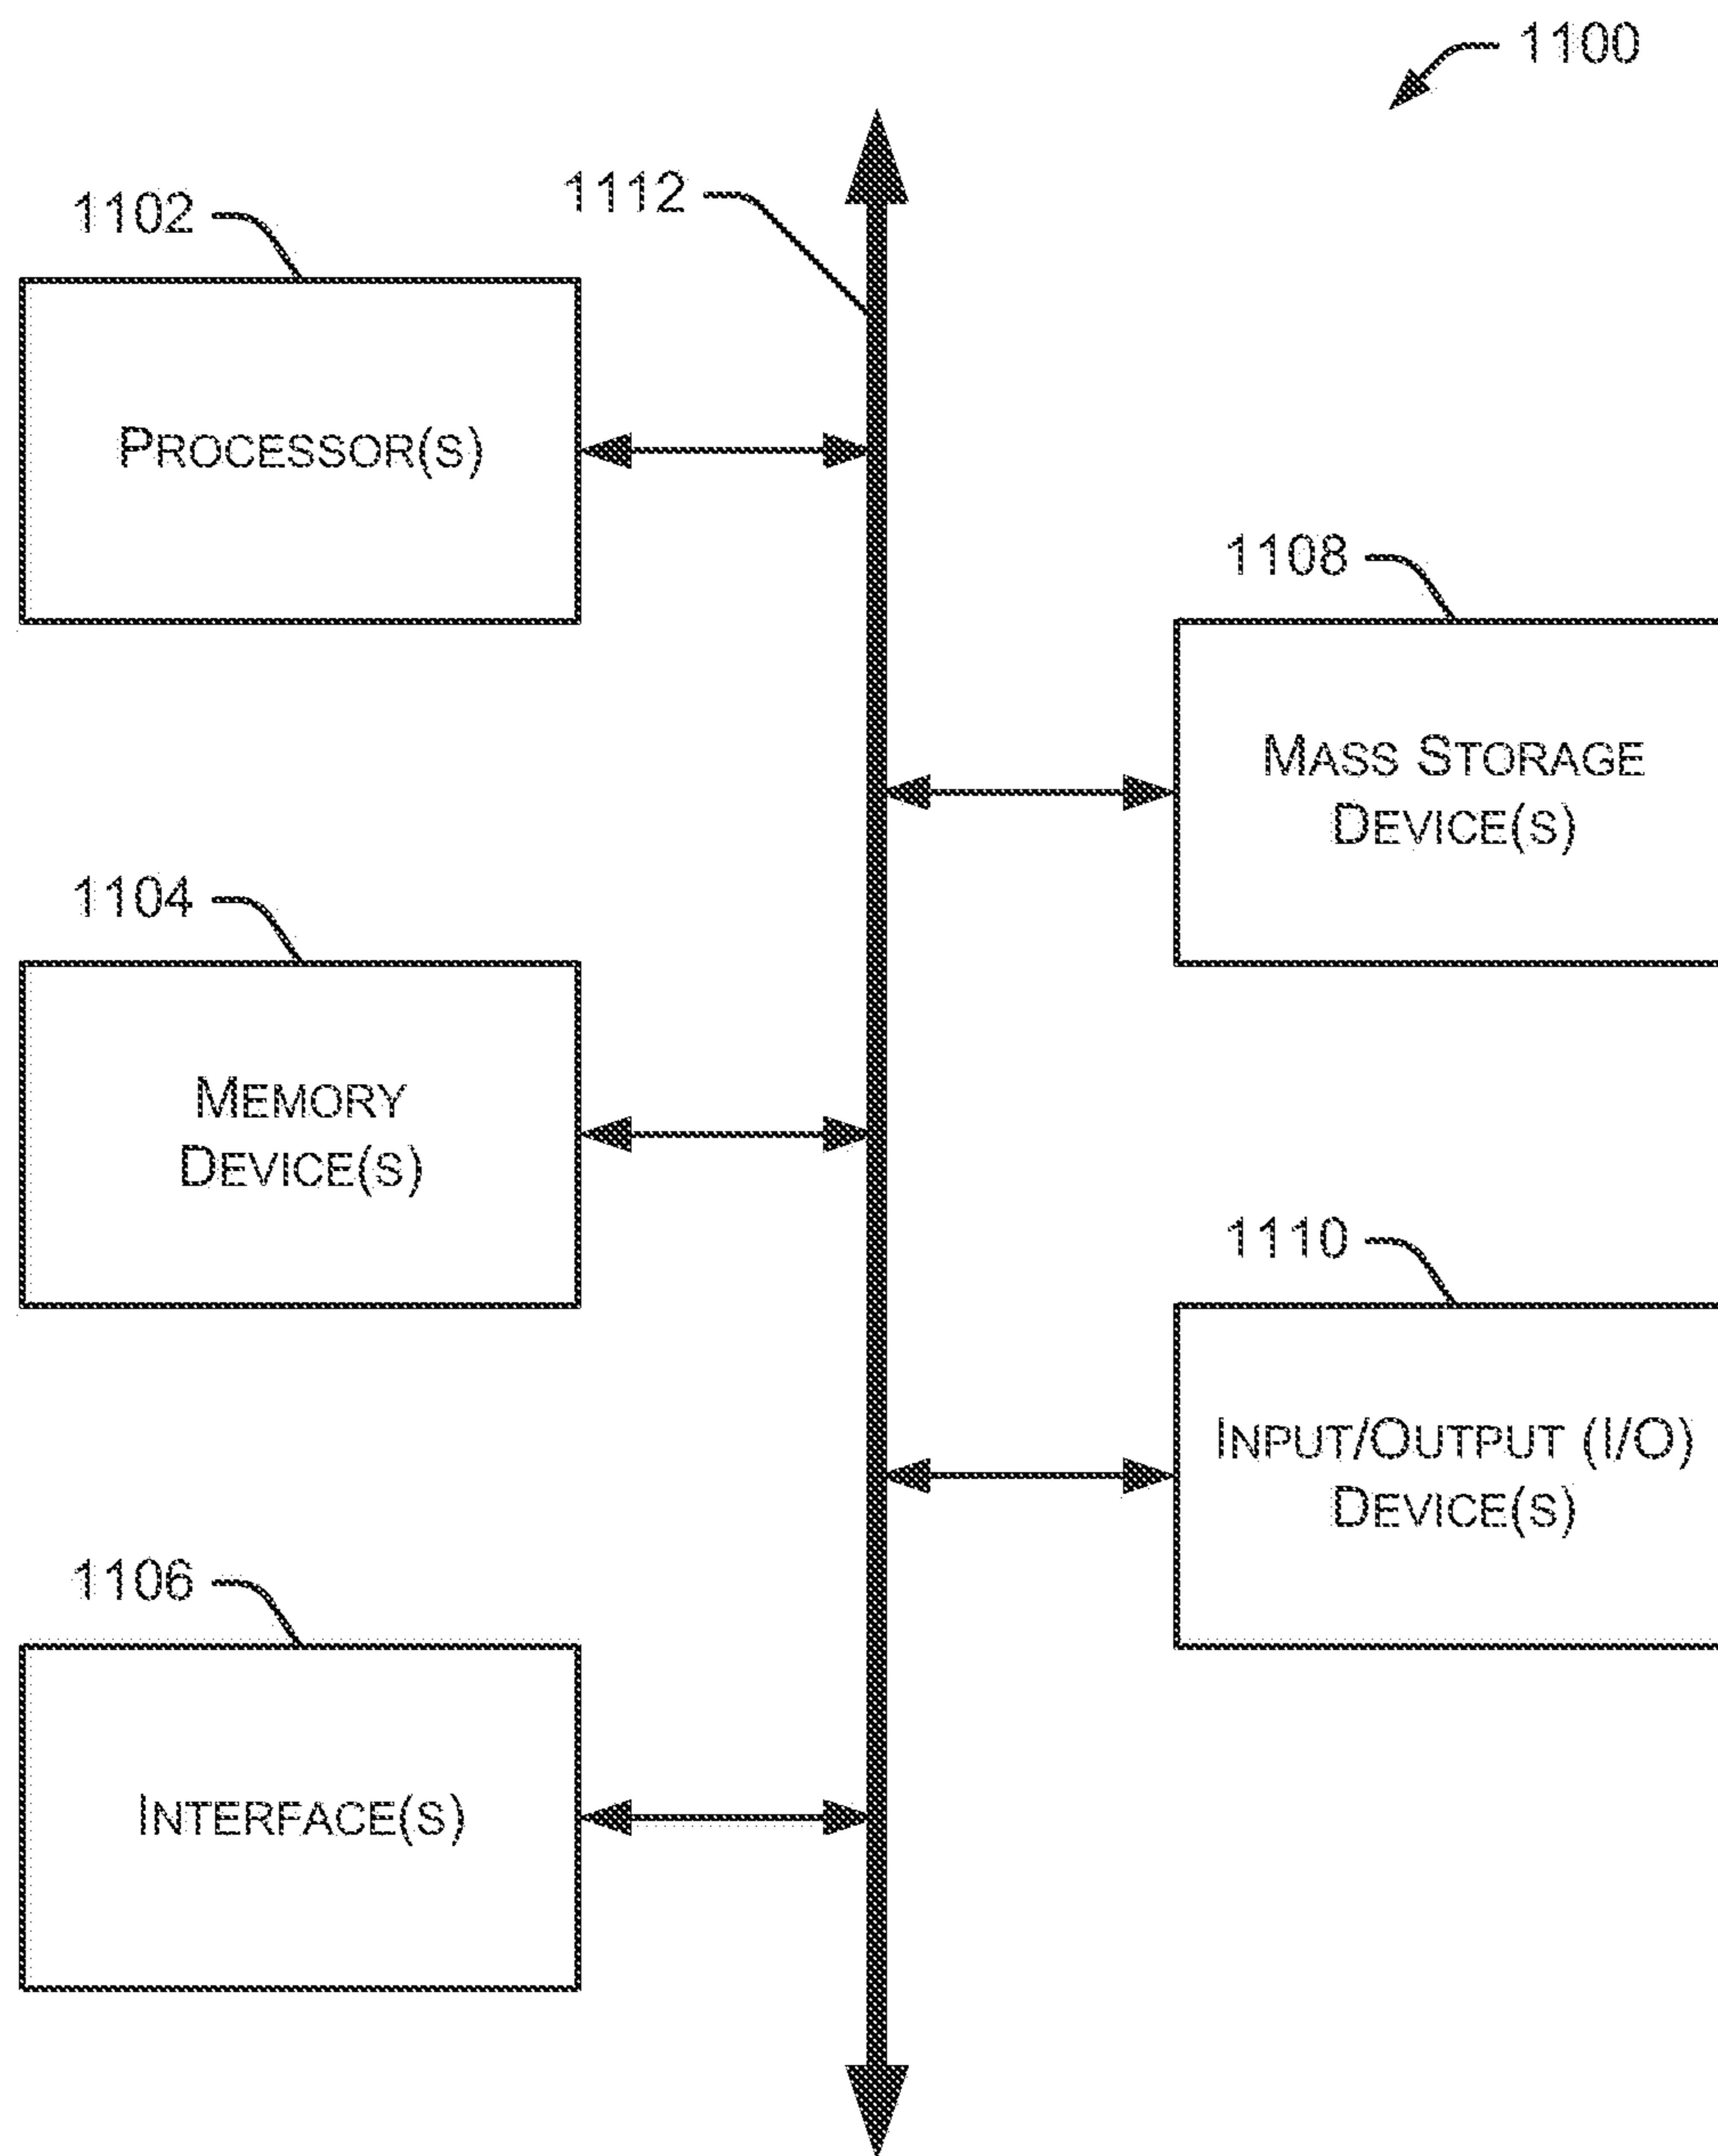 1100
1102
1112
PROCESSOR(S)
1108
MASS STORAGE
DEVICE(S)
1104
MEMORY
DEVICE(S)
1110
INPUT/OUTPUT (I/O)
DEVICE(S)
1106
INTERFACE(S)